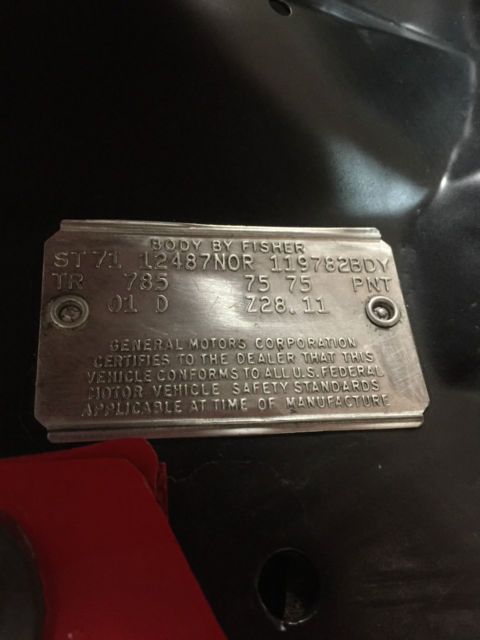 BODY BY FISHER
ST 71 12487NOR 119782BDY
TR 785 75 75 PNT
01 D Z28.11
GENERAL MOTORS CORPORATION
CERTIFIES TO THE DEALER THAT THIS
VEHICLE CONFORMS TO ALL U.S. FEDERAL
MOTOR VEHICLE SAFETY STANDARDS
APPLICABLE AT TIME OF MANUFACTURE